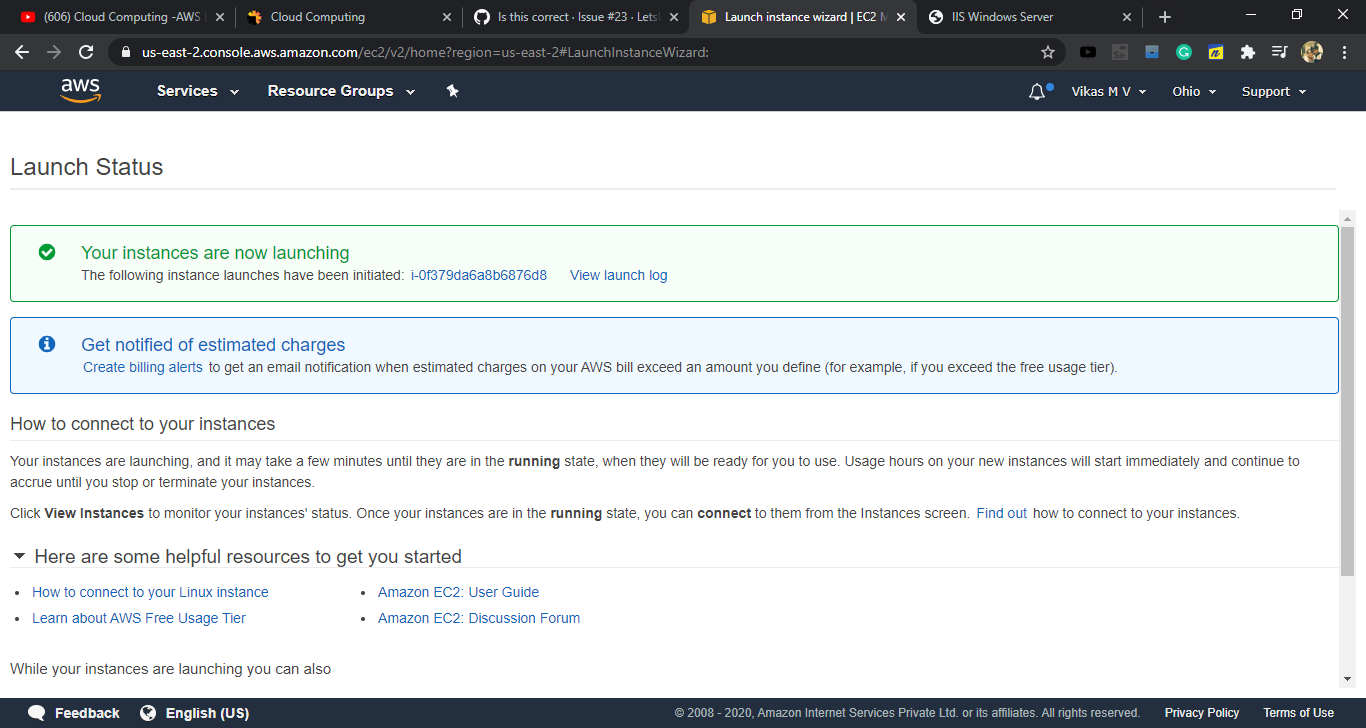 (606) Cloud Computing -AWS
Cloud Computing
Is this correct · Issue #23 · Lets
Launch instance wizard | EC2 M
IIS Windows Server
us-east-2.console.aws.amazon.com/ec2/v2/home?region=us-east-2#LaunchInstanceWizard:
aws
Services
Resource Groups
Vikas M V
Ohio
Support
Launch Status
Your instances are now launching
The following instance launches have been initiated: i-0f379da6a8b6876d8 View launch log
Get notified of estimated charges
Create billing alerts to get an email notification when estimated charges on your AWS bill exceed an amount you define (for example, if you exceed the free usage tier).
How to connect to your instances
Your instances are launching, and it may take a few minutes until they are in the running state, when they will be ready for you to use. Usage hours on your new instances will start immediately and continue to
accrue until you stop or terminate your instances.
Click View Instances to monitor your instances' status. Once your instances are in the running state, you can connect to them from the Instances screen. Find out how to connect to your instances.
Here are some helpful resources to get you started
• How to connect to your Linux instance
• Amazon EC2: User Guide
• Learn about AWS Free Usage Tier
• Amazon EC2: Discussion Forum
While your instances are launching you can also
Feedback
English (US)
© 2008 - 2020, Amazon Internet Services Private Ltd. or its affiliates. All rights reserved.
Privacy Policy
Terms of Use